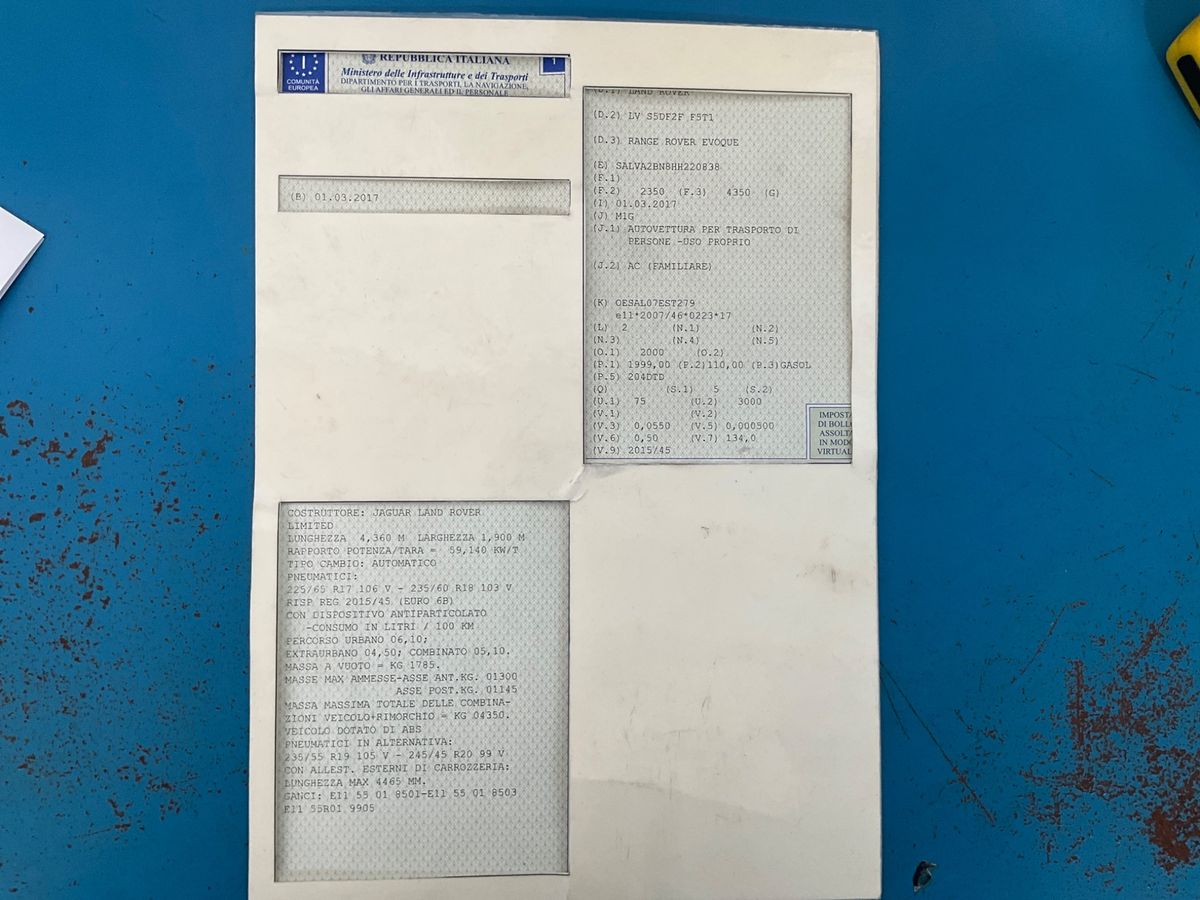 REPUBBLICA ITALIANA
1
COMUNITÀ
EUROPEA
Ministero delle Infrastrutture e dei Trasporti
DIPARTIMENTO PER I TRASPORTI, LA NAVIGAZIONE,
GLI AFFARI GENERALI ED IL PERSONALE
(B) 01.03.2017
COSTRUTTORE: JAGUAR LAND ROVER
LIMITED
LUNGHEZZA 4,360 M LARGHEZZA 1,900 M
RAPPORTO POTENZA/TARA = 59,140 KW/T
TIPO CAMBIO: AUTOMATICO
PNEUMATICI:
225/65 R17 106 V - 235/60 R18 103 V
RISP REG 2015/45 (EURO 6B)
CON DISPOSITIVO ANTIPARTICOLATO
-CONSUMO IN LITRI / 100 KM
PERCORSO URBANO 06,10;
EXTRAURBANO 04,50; COMBINATO 05,10.
MASSA A VUOTO = KG 1785.
MASSE MAX AMMESSE-ASSE ANT.KG. 01300
ASSE POST.KG. 01145
MASSA MASSIMA TOTALE DELLE COMBINA-
ZIONI VEICOLO+RIMORCHIO = KG 04350.
VEICOLO DOTATO DI ABS
PNEUMATICI IN ALTERNATIVA:
235/55 R19 105 V - 245/45 R20 99 V
CON ALLEST. ESTERNI DI CARROZZERIA:
LUNGHEZZA MAX 4465 MM.
GANCI: E11 55 01 8501-E11 55 01 8503
E11 55R01 9905
(D.1) LAND ROVER
(D.2) LV S5DF2F F5T1
(D.3) RANGE ROVER EVOQUE
(E) SALVA2BN8HH220838
(F.1)
(F.2) 2350 (F.3) 4350 (G)
(I) 01.03.2017
(J) M1G
(J.1) AUTOVETTURA PER TRASPORTO DI
PERSONE -USO PROPRIO
(J.2) AC (FAMILIARE)
(K) OESAL07EST279
e11*2007/46*0223*17
(L) 2 (N.1) (N.2)
(N.3) (N.4) (N.5)
(O.1) 2000 (O.2)
(P.1) 1999,00 (P.2)110,00 (P.3)GASOL
(P.5) 204DTD
(Q) (S.1) 5 (S.2)
(U.1) 75 (U.2) 3000
(V.1) (V.2)
(V.3) 0,0550 (V.5) 0,000500
(V.6) 0,50 (V.7) 134,0
(V.9) 2015/45
IMPOSTA
DI BOLL
ASSOLTA
IN MODO
VIRTUAL